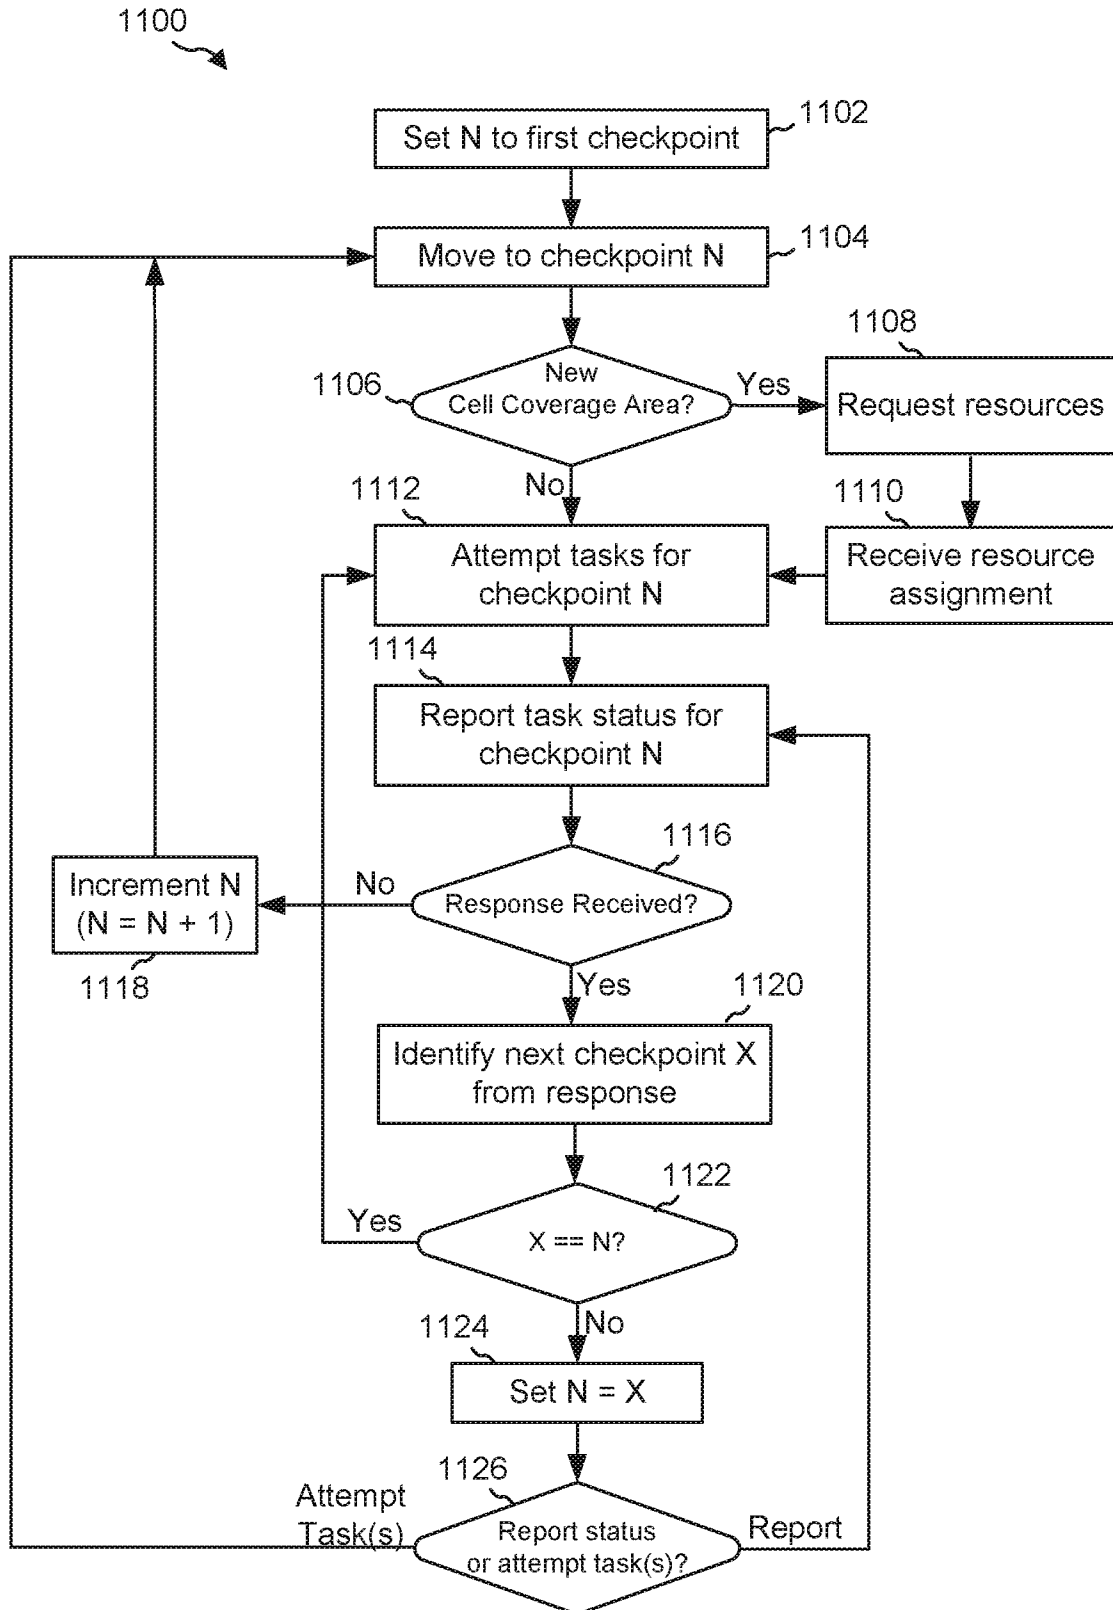 1100
Set N to first checkpoint
1102
Move to checkpoint N
1104
1106
New
Cell Coverage Area?
Yes
No
1108
Request resources
1110
Receive resource
assignment
1112
Attempt tasks for
checkpoint N
1114
Report task status for
checkpoint N
1116
Response Received?
No
Yes
Increment N
(N = N + 1)
1118
1120
Identify next checkpoint X
from response
1122
X == N?
Yes
No
1124
Set N = X
1126
Report status
or attempt task(s)?
Attempt
Task(s)
Report